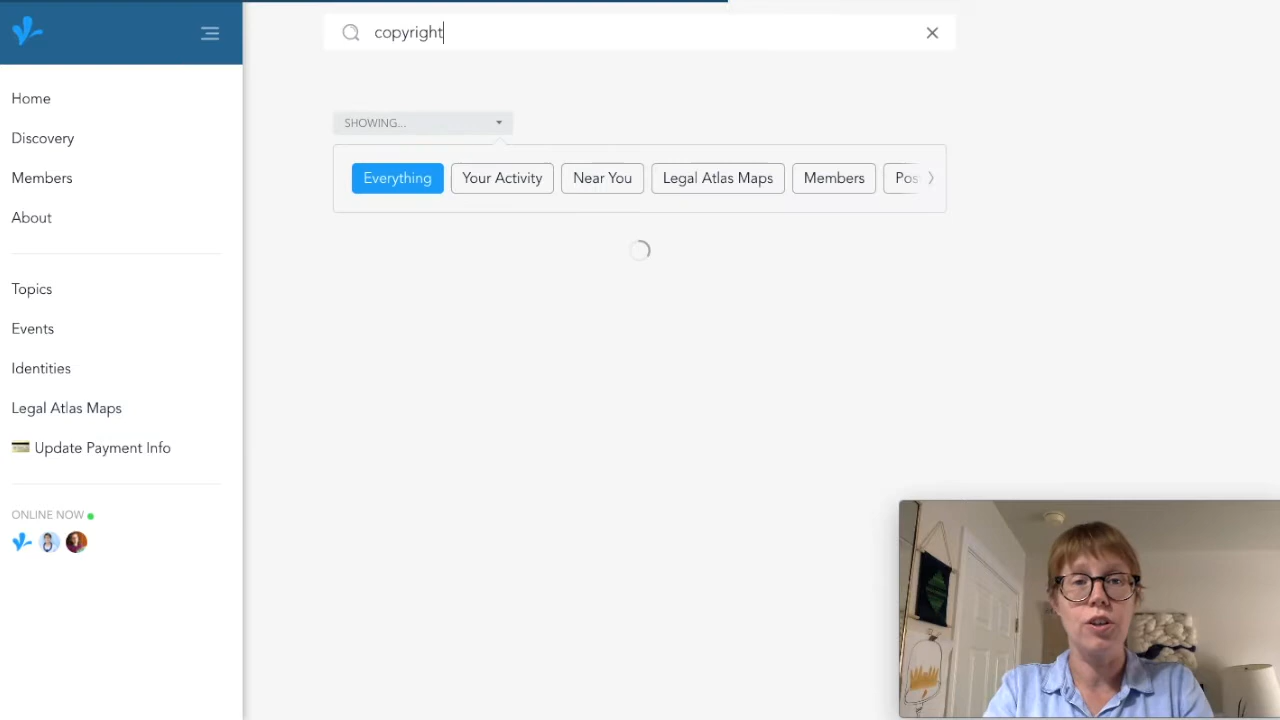 copyright
Home
Discovery
Members
About
Topics
Events
Identities
Legal Atlas Maps
Update Payment Info
ONLINE NOW
SHOWING...
Everything
Your Activity
Near You
Legal Atlas Maps
Members
Pos